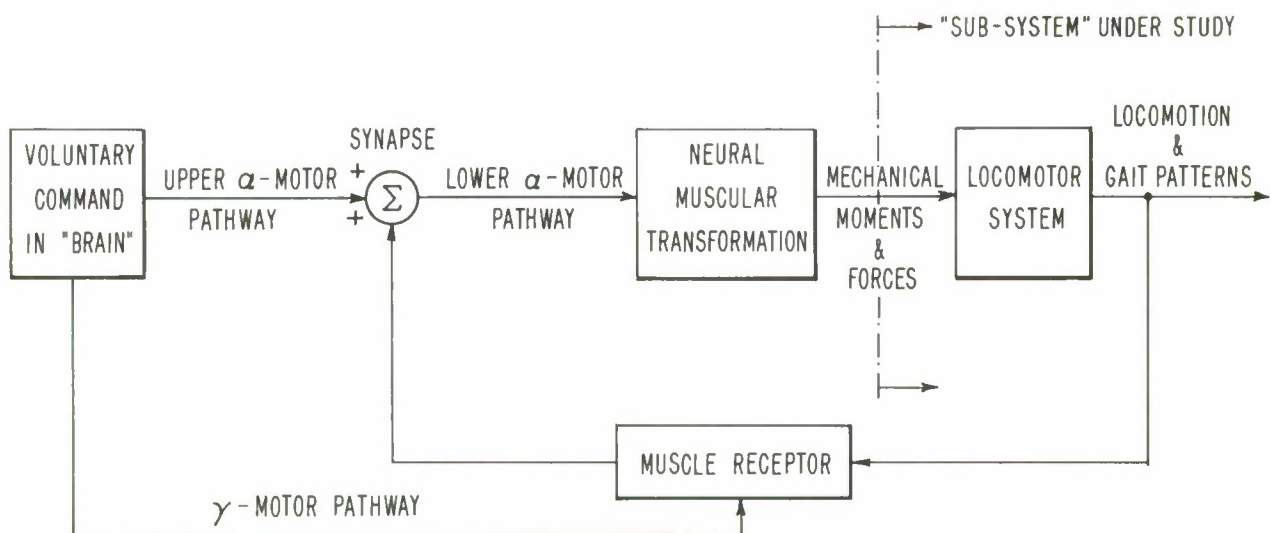 "SUB-SYSTEM" UNDER STUDY
VOLUNTARY
COMMAND
IN "BRAIN"
UPPER α-MOTOR
PATHWAY
SYNAPSE
+
+
Σ
LOWER α-MOTOR
PATHWAY
NEURAL
MUSCULAR
TRANSFORMATION
MECHANICAL
MOMENTS
&
FORCES
LOCOMOTOR
SYSTEM
LOCOMOTION
&
GAIT PATTERNS
MUSCLE RECEPTOR
γ-MOTOR PATHWAY